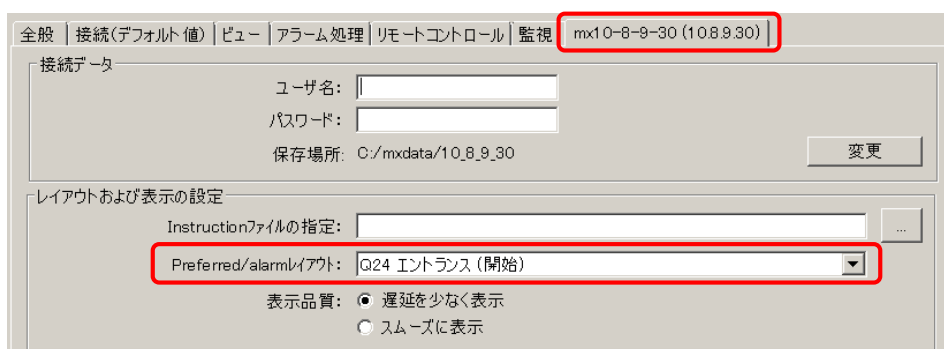 全般 接続(デフォルト値) ビュー アラーム処理 リモートコントロール 監視 mx10-8-9-30 (10.8.9.30)
接続データ
ユーザ名:
パスワード:
保存場所: C:/mxdata/10_8_9_30 変更
レイアウトおよび表示の設定
Instructionファイルの指定: ...
Preferred/alarmレイアウト: Q24 エントランス (開始)
表示品質: 遅延を少なく表示
スムーズに表示